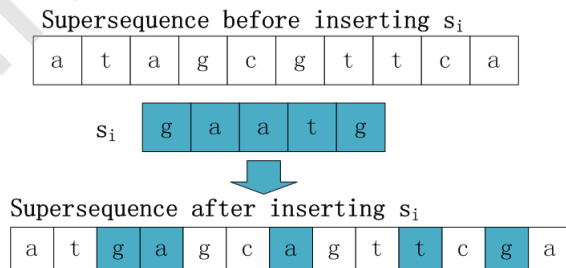 Supersequence before inserting si
a t a g c g t t c a
si g a a t g
Supersequence after inserting si
a t g a g c a g t t c g a